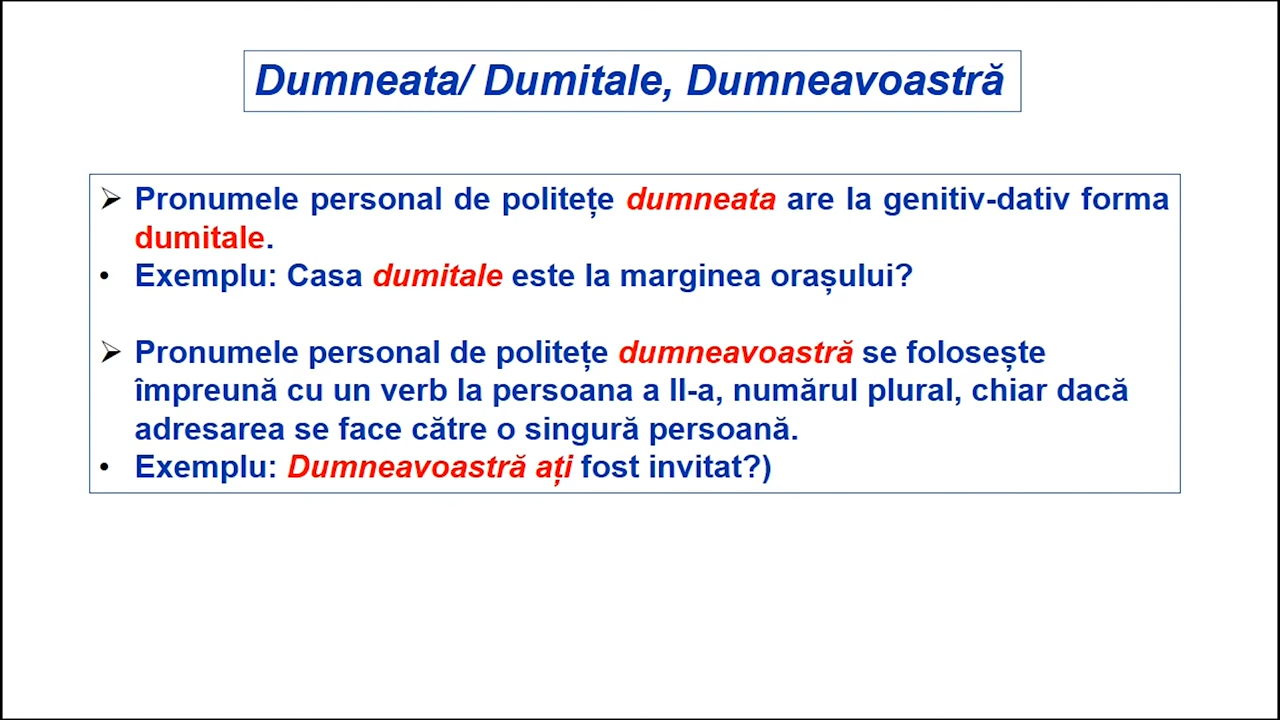 Dumneata/ Dumitale, Dumneavoastră
➢ Pronumele personal de politețe dumneata are la genitiv-dativ forma
dumitale.
• Exemplu: Casa dumitale este la marginea orașului?
➢ Pronumele personal de politețe dumneavoastră se folosește
împreună cu un verb la persoana a II-a, numărul plural, chiar dacă
adresarea se face către o singură persoană.
• Exemplu: Dumneavoastră ați fost invitat?)